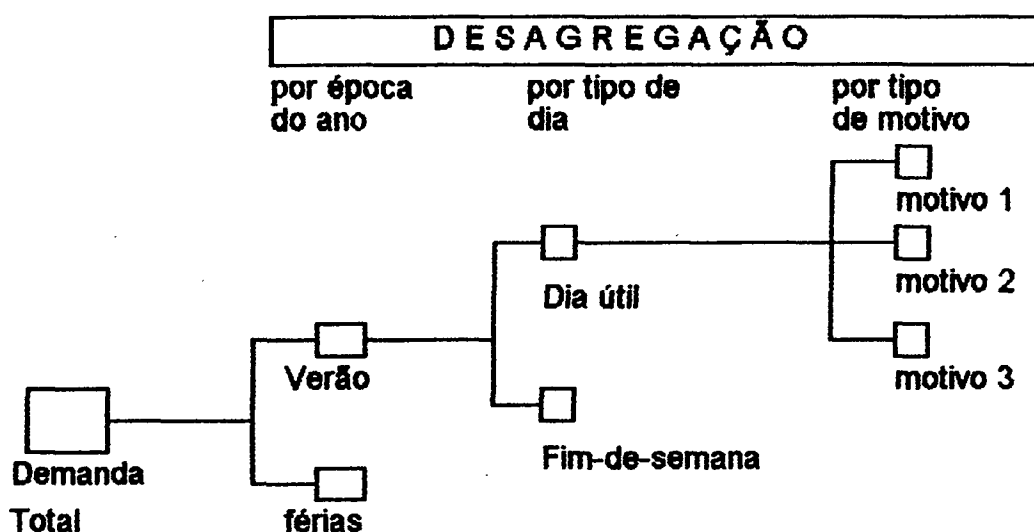 DESAGREGAÇÃO
por época
do ano
por tipo de
dia
por tipo
de motivo
motivo 1
motivo 2
Dia útil
Verão
motivo 3
Fim-de-semana
Demanda
Total
férias